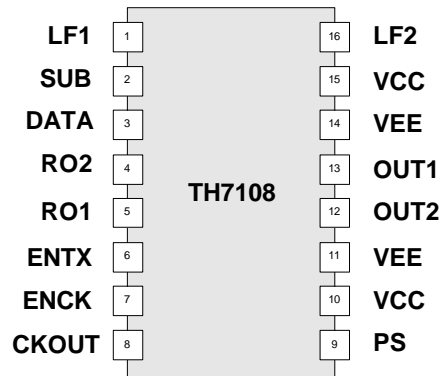 LF1 1 16 LF2
SUB 2 15 VCC
DATA 3 14 VEE
RO2 4 13 OUT1
TH7108
RO1 5 12 OUT2
ENTX 6 11 VEE
ENCK 7 10 VCC
CKOUT 8 9 PS